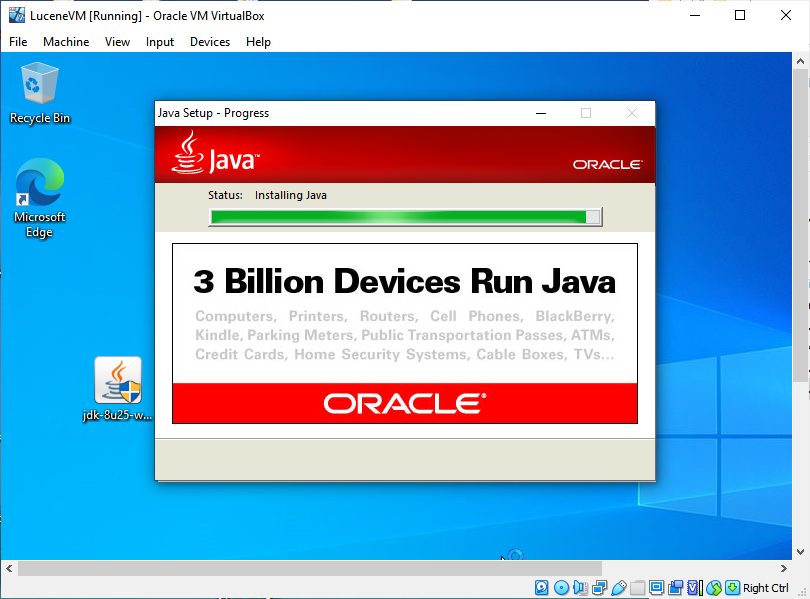 LuceneVM [Running] - Oracle VM VirtualBox
File Machine View Input Devices Help
Recycle Bin
Microsoft
Edge
jdk-8u25-w...
Java Setup - Progress
Java™
ORACLE®
Status: Installing Java
3 Billion Devices Run Java
Computers, Printers, Routers, Cell Phones, BlackBerry,
Kindle, Parking Meters, Public Transportation Passes, ATMs,
Credit Cards, Home Security Systems, Cable Boxes, TVs...
ORACLE®
Right Ctrl